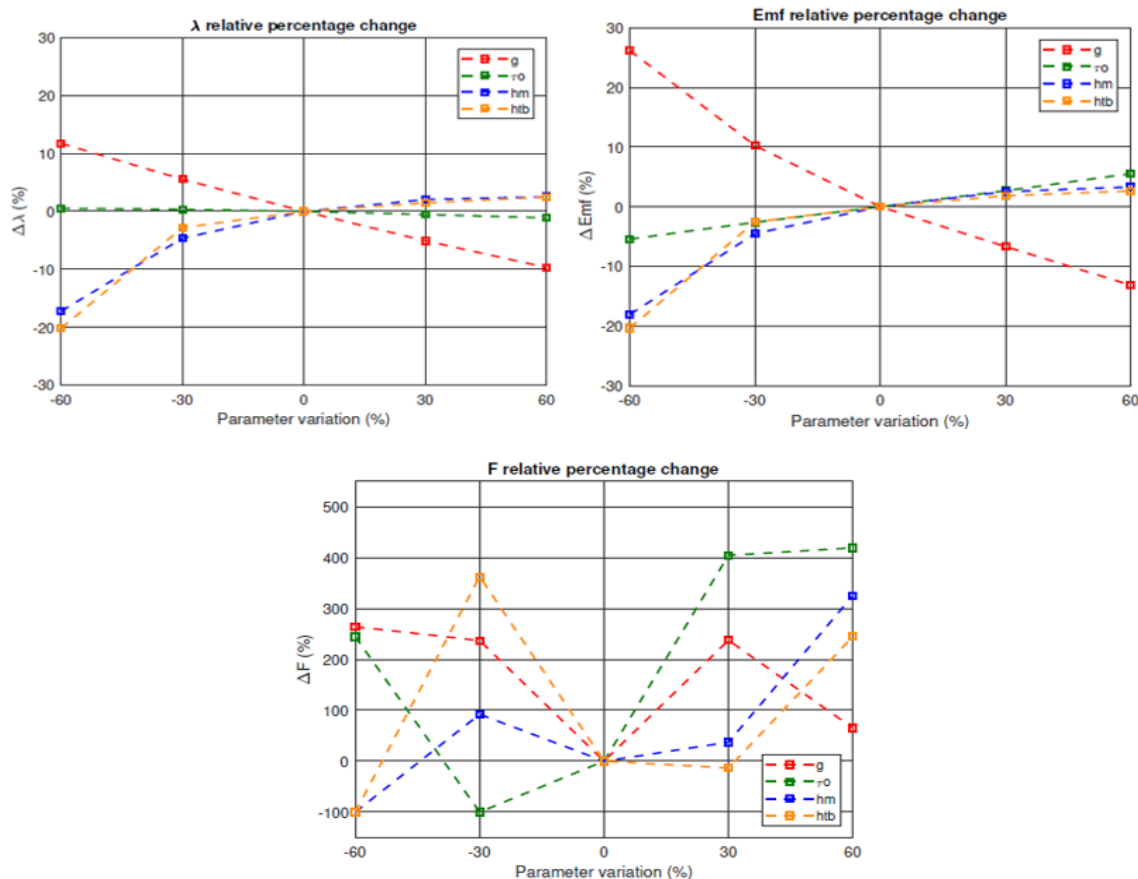 λ relative percentage change
30
20
10
0
-10
-20
-30
Δλ (%)
g
τo
hm
htb
-60
-30
0
30
60
Parameter variation (%)
Emf relative percentage change
30
20
10
0
-10
-20
-30
Δ Emf (%)
g
τo
hm
htb
-60
-30
0
30
60
Parameter variation (%)
F relative percentage change
500
400
300
200
100
0
-100
ΔF (%)
g
τo
hm
htb
-60
-30
0
30
60
Parameter variation (%)